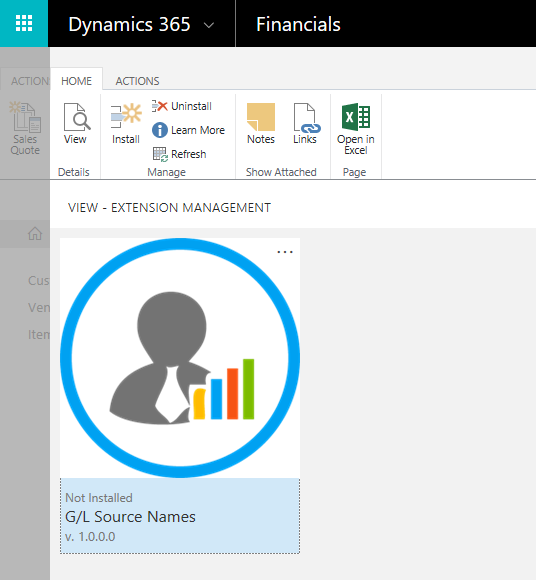 Dynamics 365 Financials
ACTION HOME ACTIONS
Sales
Quote
View
Install
Uninstall
Learn More
Refresh
Notes
Links
Open in
Excel
Details
Manage
Show Attached
Page
VIEW - EXTENSION MANAGEMENT
Cus
Ven
Item
Not Installed
G/L Source Names
v. 1.0.0.0